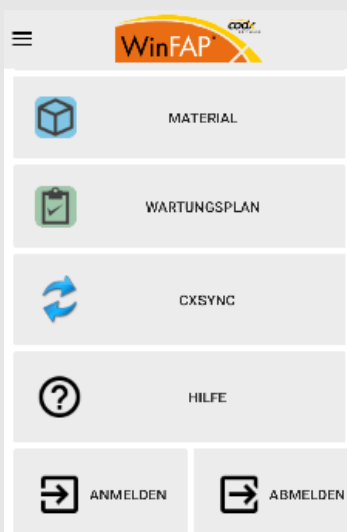 WinFAP
MATERIAL
WARTUNGSPLAN
CXSYNC
HILFE
ANMELDEN
ABMELDEN